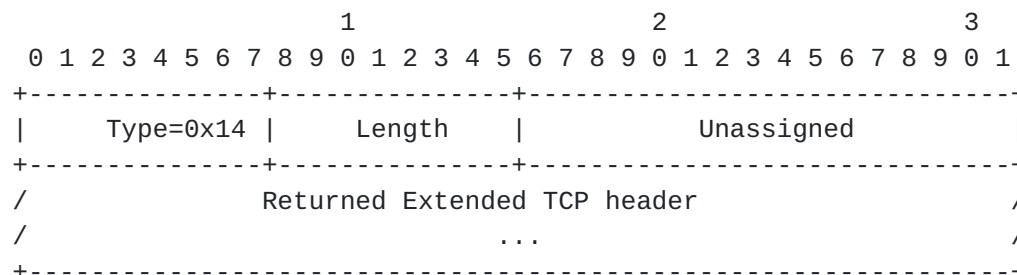 1                   2                   3
 0 1 2 3 4 5 6 7 8 9 0 1 2 3 4 5 6 7 8 9 0 1 2 3 4 5 6 7 8 9 0 1
+---------------+---------------+-------------------------------+
|     Type=0x14 |     Length    |           Unassigned          |
+---------------+---------------+-------------------------------+
/               Returned Extended TCP header                    /
/                              ...                              /
+---------------------------------------------------------------+